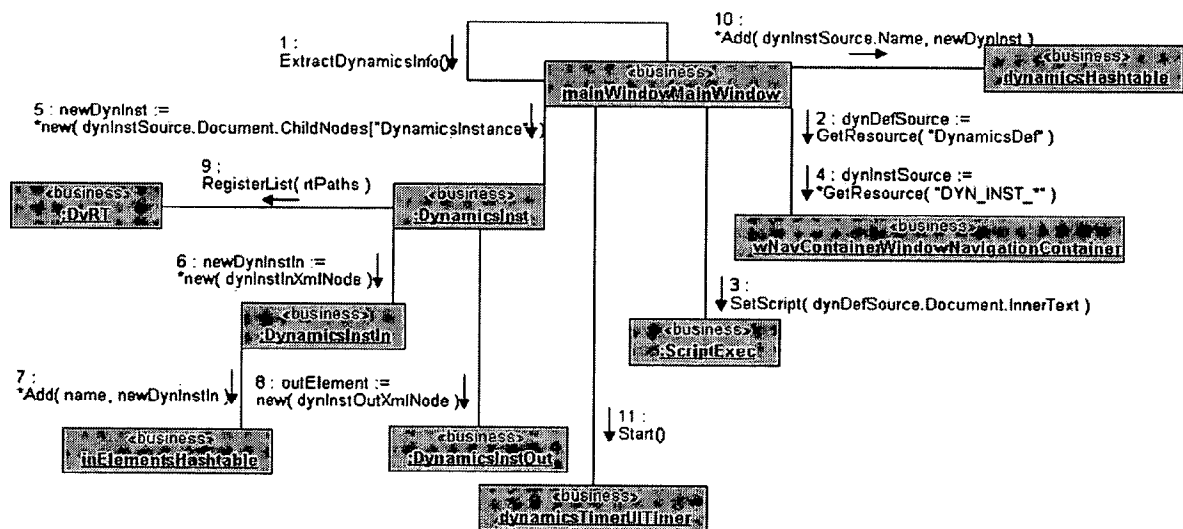 10 :
*Add( dynInstSource.Name, newDynInst )
1 :
ExtractDynamicsInfo()
«business»
mainWindowMainWindow
«business»
dynamicsHashtable
5 : newDynInst :=
*new( dynInstSource.Document.ChildNodes["DynamicsInstance"] )
2 : dynDefSource :=
GetResource( "DynamicsDef" )
9 :
RegisterList( rtPaths )
4 : dynInstSource :=
*GetResource( "DYN_INST_*" )
«business»
:DvRT
«business»
:DynamicsInst
«business»
wNavContainerWindowNavigationContainer
6 : newDynInstIn :=
*new( dynInstInXmlNode )
3 :
SetScript( dynDefSource.Document.InnerText )
«business»
:DynamicsInstIn
«business»
:ScriptExec
7 :
*Add( name, newDynInstIn )
8 : outElement :=
new( dynInstOutXmlNode )
11 :
Start()
«business»
inElementsHashtable
«business»
:DynamicsInstOut
«business»
dynamicsTimerUITimer